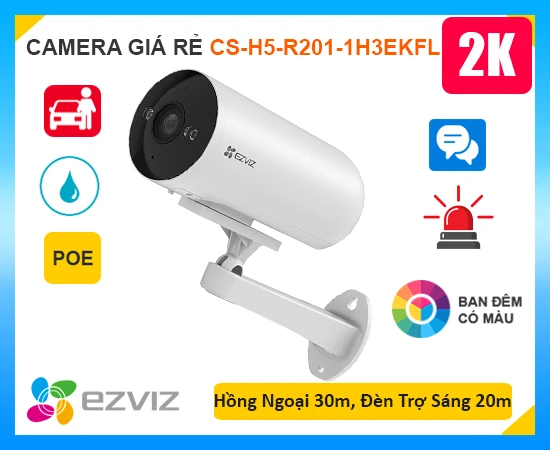 CAMERA GIÁ RẺ CS-H5-R201-1H3EKFL
2K
EZVIZ
POE
BAN ĐÊM
CÓ MÀU
ezviz
Hồng Ngoại 30m, Đèn Trợ Sáng 20m